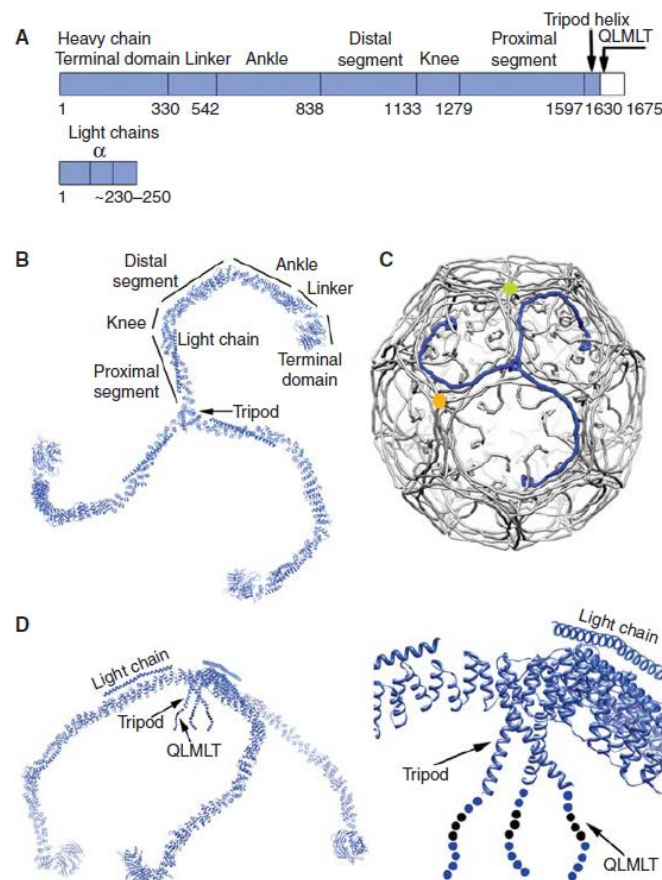 A
Heavy chain
Terminal domain Linker Ankle Distal segment Knee Proximal segment Tripod helix QLMLT
1 330 542 838 1133 1279 1597 1630 1675
Light chains
α
1 ~230–250
B
Distal segment
Ankle
Linker
Knee
Light chain
Terminal domain
Proximal segment
Tripod
C
D
Light chain
Tripod
QLMLT
Light chain
Tripod
QLMLT